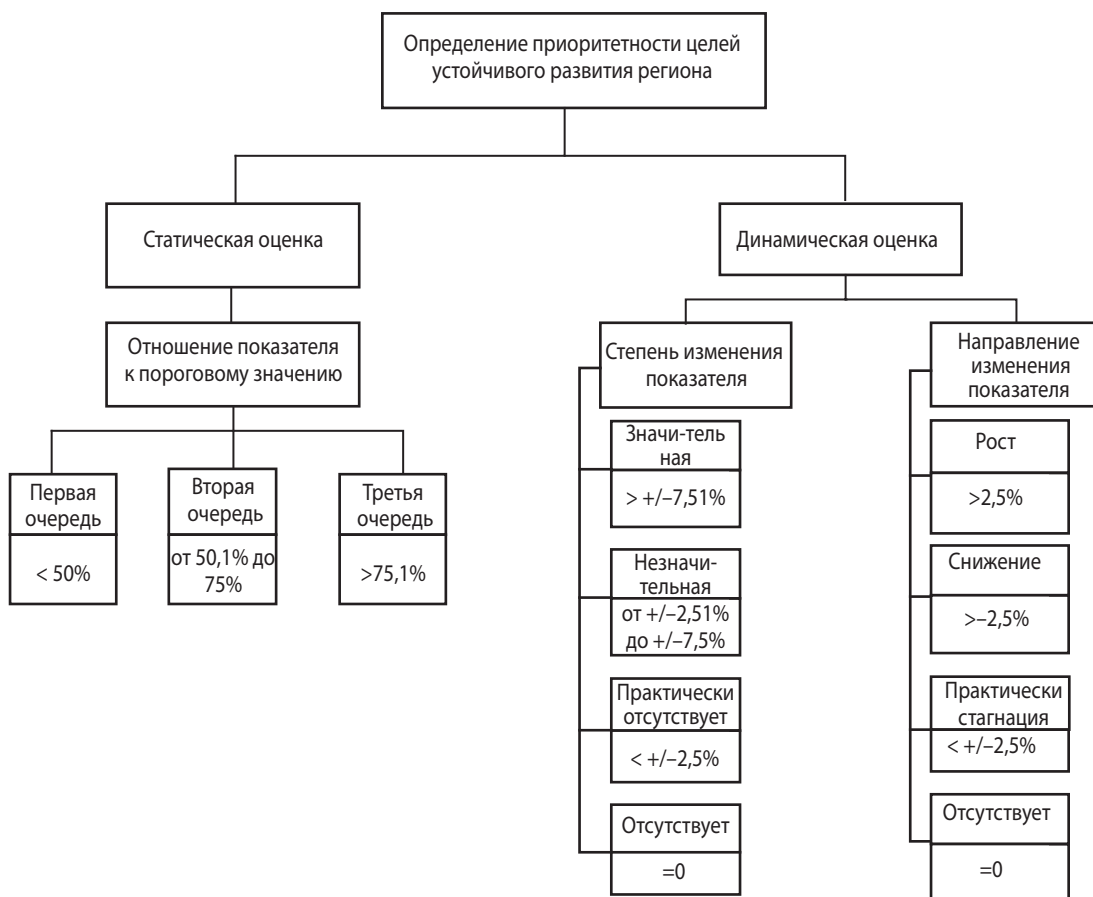 Определение приоритетности целей
устойчивого развития региона
Статическая оценка
Динамическая оценка
Отношение показателя
к пороговому значению
Степень изменения
показателя
Направление
изменения
показателя
Первая
очередь
< 50%
Вторая
очередь
от 50,1% до
75%
Третья
очередь
>75,1%
Значи-тель
ная
> +/–7,51%
Незначи-
тельная
от +/–2,51%
до +/–7,5%
Практически
отсутствует
< +/–2,5%
Отсутствует
=0
Рост
>2,5%
Снижение
>–2,5%
Практически
стагнация
< +/–2,5%
Отсутствует
=0